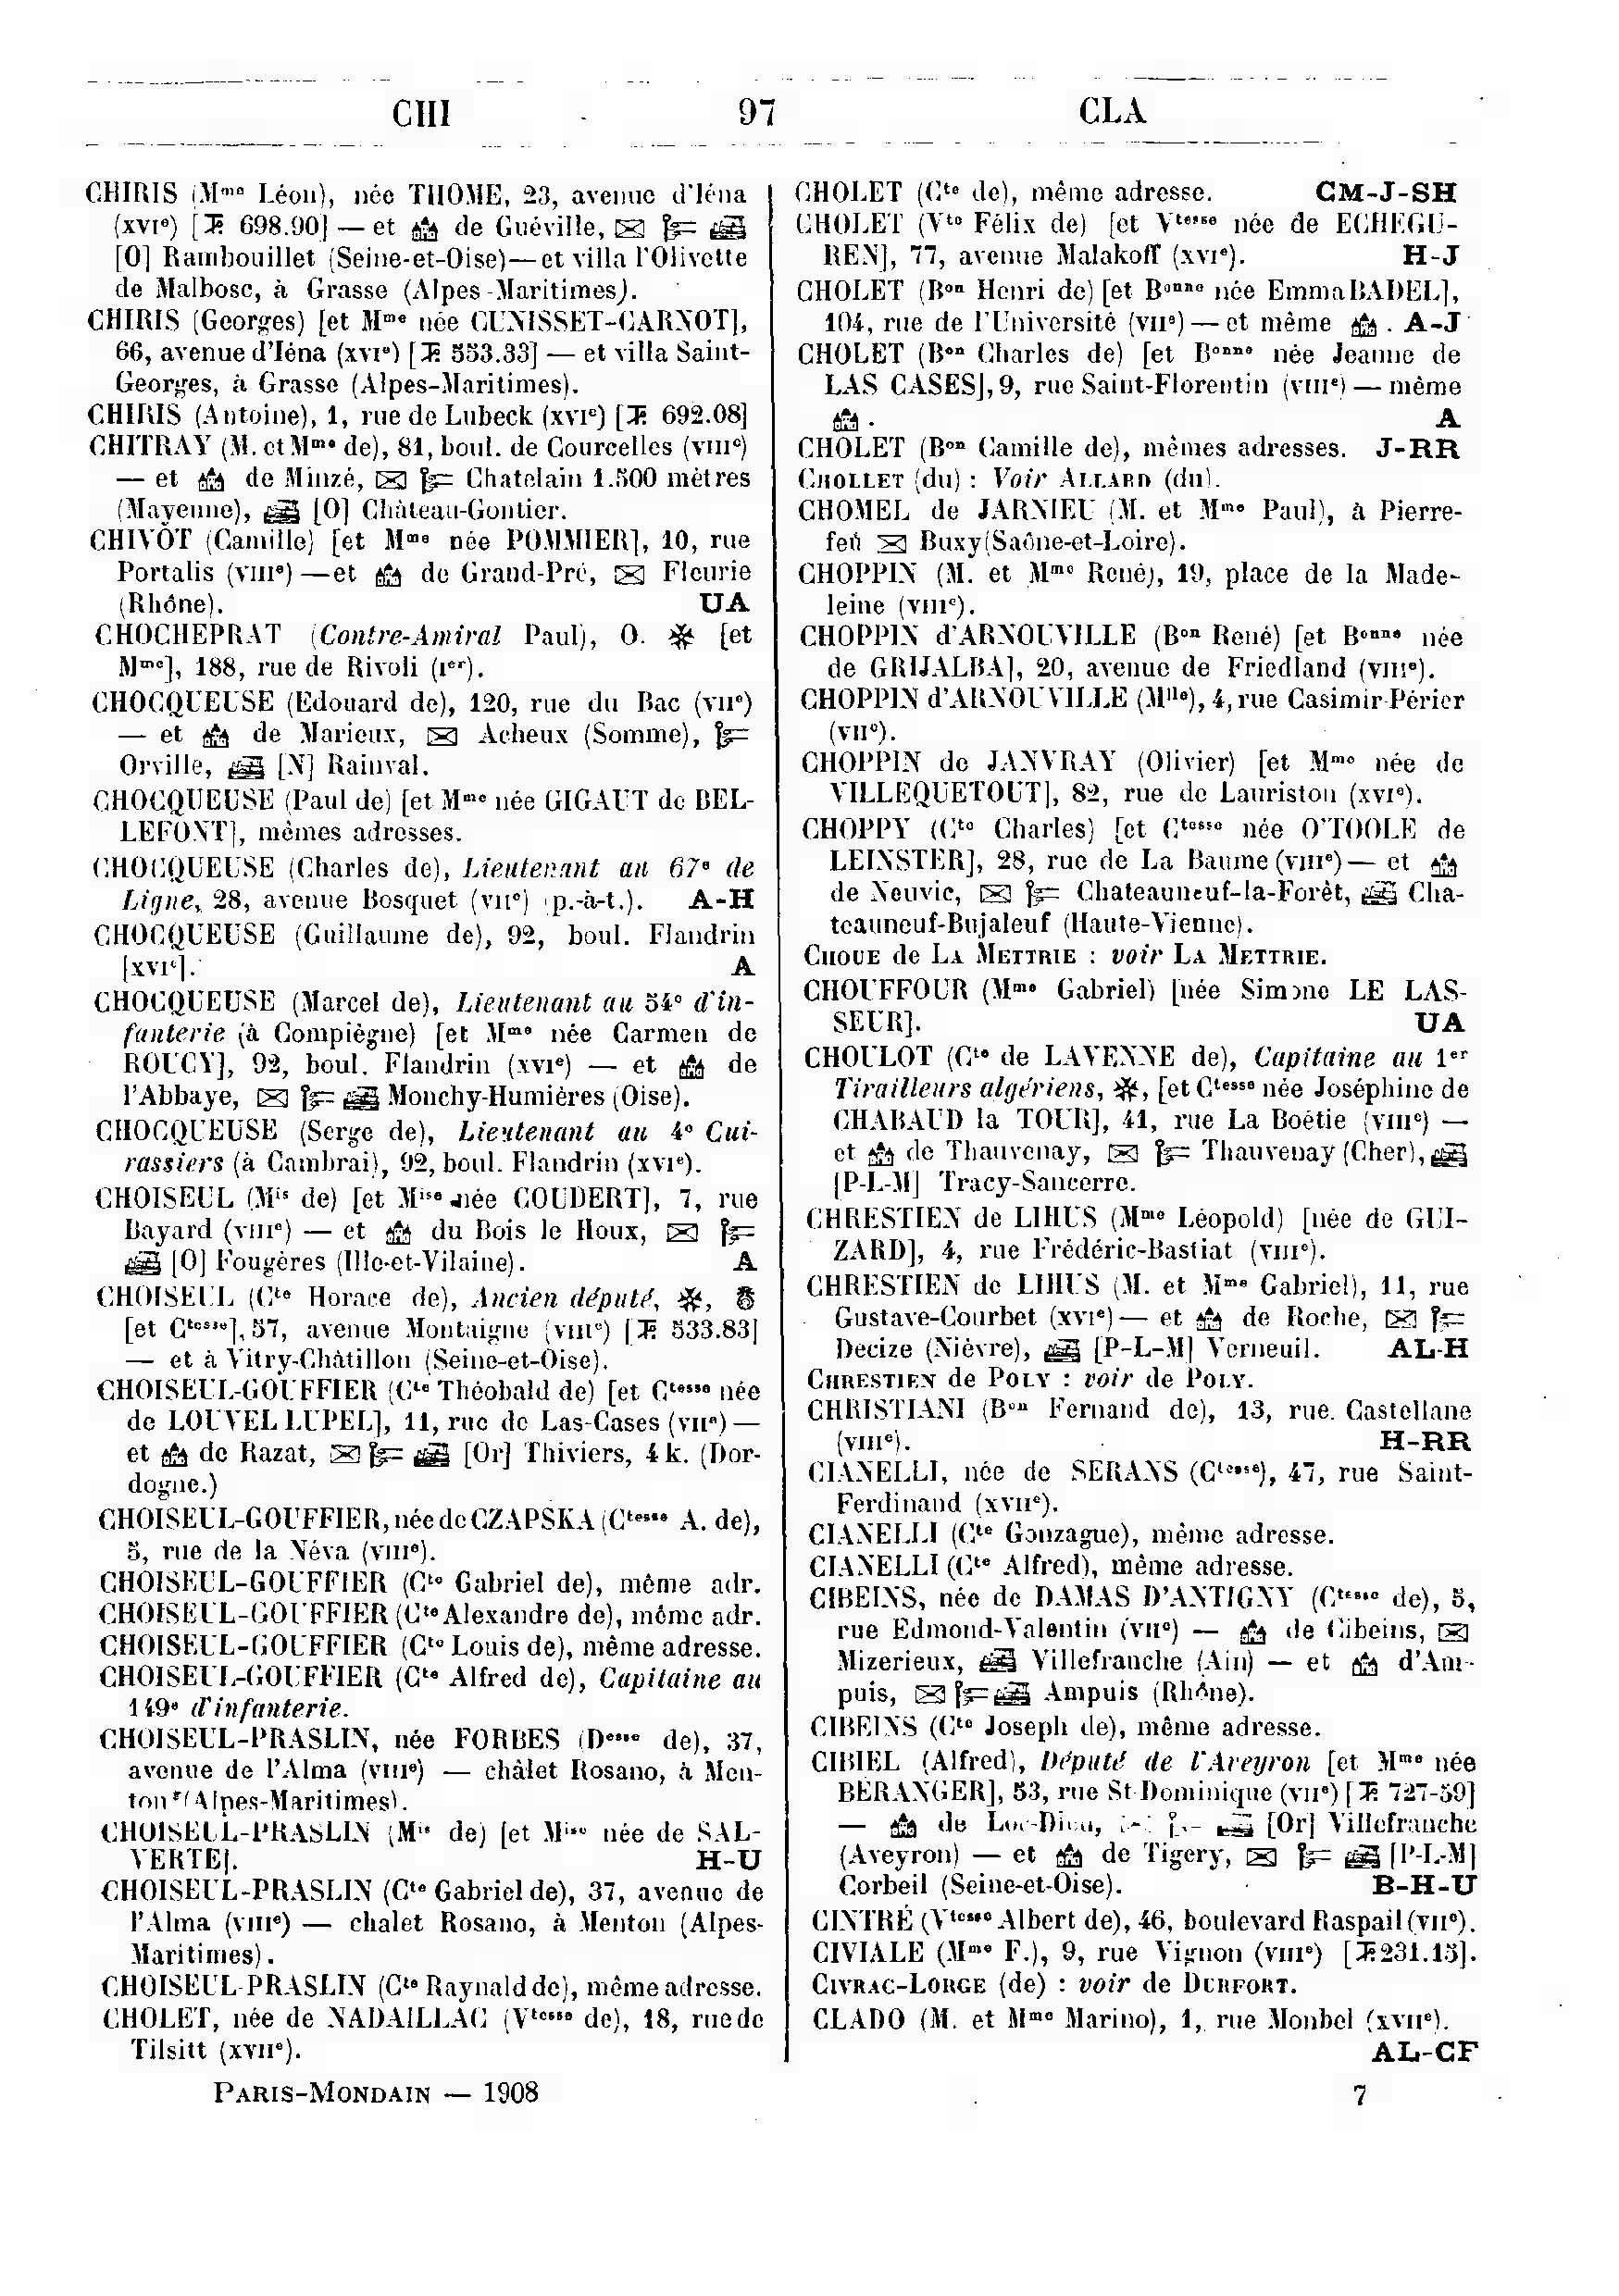 CHI 97 CLA
CHIRIS (Mme Léon), née THOME, 23, avenue d'Iéna
(XVIe) [T. 698.90] — et de Guéville,
[O] Rambouillet (Seine-et-Oise)—et villa l'Olivette
de Malbosc, à Grasse (Alpes-Maritimes).
CHIRIS (Georges) [et Mme née CUNISSET-CARNOT],
66, avenue d'Iéna (XVIe) [T. 553.33] — et villa Saint-
Georges, à Grasse (Alpes-Maritimes).
CHIRIS (Antoine), 1, rue de Lubeck (XVIe) [T. 692.08]
CHITRAY (M. et Mme de), 81, boul. de Courcelles (VIIIe)
— et de Minzé, Chatelain 1.500 mètres
(Mayenne), [O] Château-Gontier.
CHIVOT (Camille) [et Mme née POMMIER], 10, rue
Portalis (VIIIe) — et de Grand-Pré, Fleurie
(Rhône). UA
CHOCHEPRAT (Contre-Amiral Paul), O. [et
Mme], 188, rue de Rivoli (Ier).
CHOCQUEUSE (Edouard de), 120, rue du Bac (VIIe)
— et de Marieux, Acheux (Somme),
Orville, [N] Rainval.
CHOCQUEUSE (Paul de) [et Mme née GIGAUT de BEL-
LEFONT], mêmes adresses.
CHOCQUEUSE (Charles de), Lieutenant au 67e de
Ligne, 28, avenue Bosquet (VIIe) (p.-à-t.). A-H
CHOCQUEUSE (Guillaume de), 92, boul. Flandrin
[XVIe]. A
CHOCQUEUSE (Marcel de), Lieutenant au 54e d'in-
fanterie (à Compiègne) [et Mme née Carmen de
ROUCY], 92, boul. Flandrin (XVIe) — et de
l'Abbaye, Monchy-Humières (Oise).
CHOCQUEUSE (Serge de), Lieutenant au 4e Cui-
rassiers (à Cambrai), 92, boul. Flandrin (XVIe).
CHOISEUL (Mis de) [et Mise née COUDERT], 7, rue
Bayard (VIIIe) — et du Bois le Houx,
[O] Fougères (Ille-et-Vilaine). A
CHOISEUL (Cte Horace de), Ancien député,
[et Ctesse], 57, avenue Montaigne (VIIIe) [T. 533.83]
— et à Vitry-Châtillon (Seine-et-Oise).
CHOISEUL-GOUFFIER (Cte Théobald de) [et Ctesse née
de LOUVEL LUPEL], 11, rue de Las-Cases (VIIe) —
et de Razat, [Or] Thiviers, 4 k. (Dor-
dogne.)
CHOISEUL-GOUFFIER, née de CZAPSKA (Ctesse A. de),
5, rue de la Néva (VIIIe).
CHOISEUL-GOUFFIER (Cte Gabriel de), même adr.
CHOISEUL-GOUFFIER (Cte Alexandre de), même adr.
CHOISEUL-GOUFFIER (Cte Louis de), même adresse.
CHOISEUL-GOUFFIER (Cte Alfred de), Capitaine au
149e d'infanterie.
CHOISEUL-PRASLIN, née FORBES (Desse de), 37,
avenue de l'Alma (VIIIe) — châlet Rosano, à Men-
ton (Alpes-Maritimes).
CHOISEUL-PRASLIN (Mis de) [et Mise née de SAL-
VERTE]. H-U
CHOISEUL-PRASLIN (Cte Gabriel de), 37, avenue de
l'Alma (VIIIe) — chalet Rosano, à Menton (Alpes-
Maritimes).
CHOISEUL-PRASLIN (Cte Raynald de), même adresse.
CHOLET, née de NADAILLAC (Vtesse de), 18, rue de
Tilsitt (XVIIe).
CHOLET (Cte de), même adresse. CM-J-SH
CHOLET (Vte Félix de) [et Vtesse née de ECHEGU-
REN], 77, avenue Malakoff (XVIe). H-J
CHOLET (Bon Henri de) [et Bonne née Emma BADEL],
104, rue de l'Université (VIIe) — et même . A-J
CHOLET (Bon Charles de) [et Bonne née Jeanne de
LAS CASES], 9, rue Saint-Florentin (VIIIe) — même
. A
CHOLET (Bon Camille de), mêmes adresses. J-RR
CHOLLET (du) : Voir ALLARD (du).
CHOMEL de JARNIEU (M. et Mme Paul), à Pierre-
feu Buxy (Saône-et-Loire).
CHOPPIN (M. et Mme René), 19, place de la Made-
leine (VIIIe).
CHOPPIN d'ARNOUVILLE (Bon René) [et Bonne née
de GRIJALBA], 20, avenue de Friedland (VIIIe).
CHOPPIN d'ARNOUVILLE (Mlle), 4, rue Casimir-Périer
(VIIe).
CHOPPIN de JANVRAY (Olivier) [et Mme née de
VILLEQUETOUT], 82, rue de Lauriston (XVIe).
CHOPPY (Cte Charles) [et Ctesse née O'TOOLE de
LEINSTER], 28, rue de La Baume (VIIIe) — et
de Neuvic, Chateauneuf-la-Forêt, Cha-
teauneuf-Bujaleuf (Haute-Vienne).
CHOUE de LA METTRIE : voir LA METTRIE.
CHOUFFOUR (Mme Gabriel) [née Simone LE LAS-
SEUR]. UA
CHOULOT (Cte de LAVENNE de), Capitaine au 1er
Tirailleurs algériens, , [et Ctesse née Joséphine de
CHABAUD la TOUR], 41, rue La Boëtie (VIIIe) —
et de Thauvenay, Thauvenay (Cher),
[P-L-M] Tracy-Sancerre.
CHRESTIEN de LIHUS (Mme Léopold) [née de GUI-
ZARD], 4, rue Frédéric-Bastiat (VIIIe).
CHRESTIEN de LIHUS (M. et Mme Gabriel), 11, rue
Gustave-Courbet (XVIe) — et de Roche,
Decize (Nièvre), [P-L-M] Verneuil. AL-H
CHRESTIEN de POLY : voir de POLY.
CHRISTIANI (Bon Fernand de), 13, rue. Castellane
(VIIIe). H-RR
CIANELLI, née de SERANS (Ctesse), 47, rue Saint-
Ferdinand (XVIIe).
CIANELLI (Cte Gonzague), même adresse.
CIANELLI (Cte Alfred), même adresse.
CIBEINS, née de DAMAS D'ANTIGNY (Ctesse de), 5,
rue Edmond-Valentin (VIIe) — de Cibeins,
Mizerieux, Villefranche (Ain) — et d'Am-
puis, Ampuis (Rhône).
CIBEINS (Cte Joseph de), même adresse.
CIBIEL (Alfred), Député de l'Aveyron [et Mme née
BÉRANGER], 53, rue St-Dominique (VIIe) [T. 727-59]
— de Loc-Dieu, [Or] Villefranche
(Aveyron) — et de Tigery, [P-L-M]
Corbeil (Seine-et-Oise). B-H-U
CINTRÉ (Vtesse Albert de), 46, boulevard Raspail (VIIe).
CIVIALE (Mme F.), 9, rue Vignon (VIIIe) [T. 231.15].
CIVRAC-LORGE (de) : voir de DURFORT.
CLADO (M. et Mme Marino), 1, rue Monbel (XVIIe).
AL-CF
PARIS-MONDAIN — 1908 7